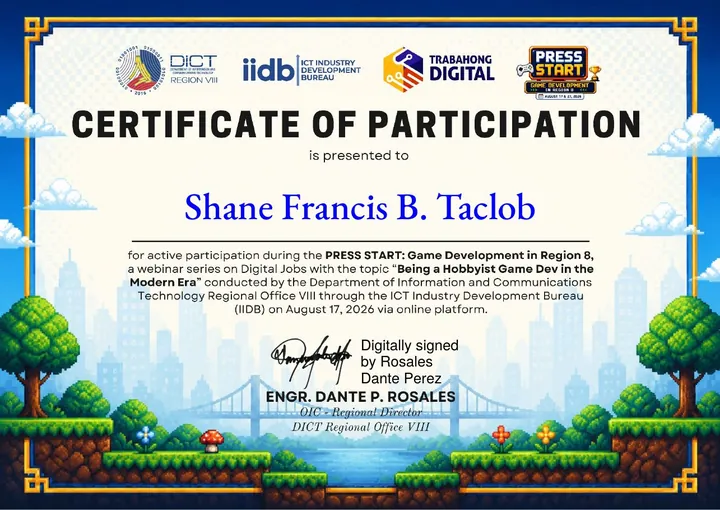 DICT
REGION VIII
iidb
ICT INDUSTRY
DEVELOPMENT
BUREAU
TRABAHONG
DIGITAL
PRESS
START
GAME DEVELOPMENT
IN REGION 8
CERTIFICATE OF PARTICIPATION
is presented to
Shane Francis B. Taclob
for active participation during the PRESS START: Game Development in Region 8,
a webinar series on Digital Jobs with the topic “Being a Hobbyist Game Dev in the
Modern Era” conducted by the Department of Information and Communications
Technology Regional Office VIII through the ICT Industry Development Bureau
(IIDB) on August 17, 2026 via online platform.
Digitally signed
by Rosales
Dante Perez
ENGR. DANTE P. ROSALES
OIC - Regional Director
DICT Regional Office VIII